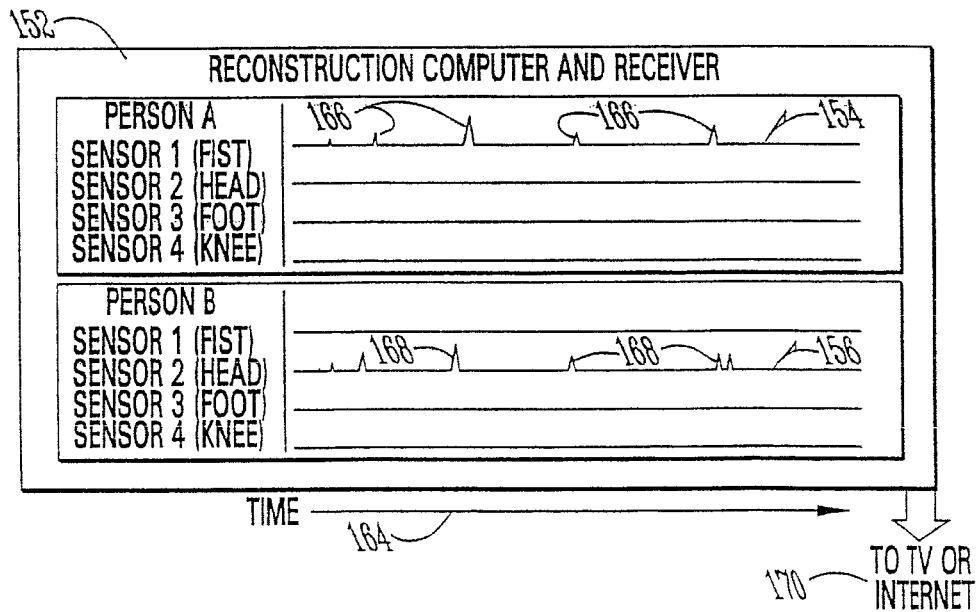 152
RECONSTRUCTION COMPUTER AND RECEIVER
PERSON A
166 166 154
SENSOR 1 (FIST)
SENSOR 2 (HEAD)
SENSOR 3 (FOOT)
SENSOR 4 (KNEE)
PERSON B
SENSOR 1 (FIST)
168 168 156
SENSOR 2 (HEAD)
SENSOR 3 (FOOT)
SENSOR 4 (KNEE)
TIME
164
170
TO TV OR
INTERNET